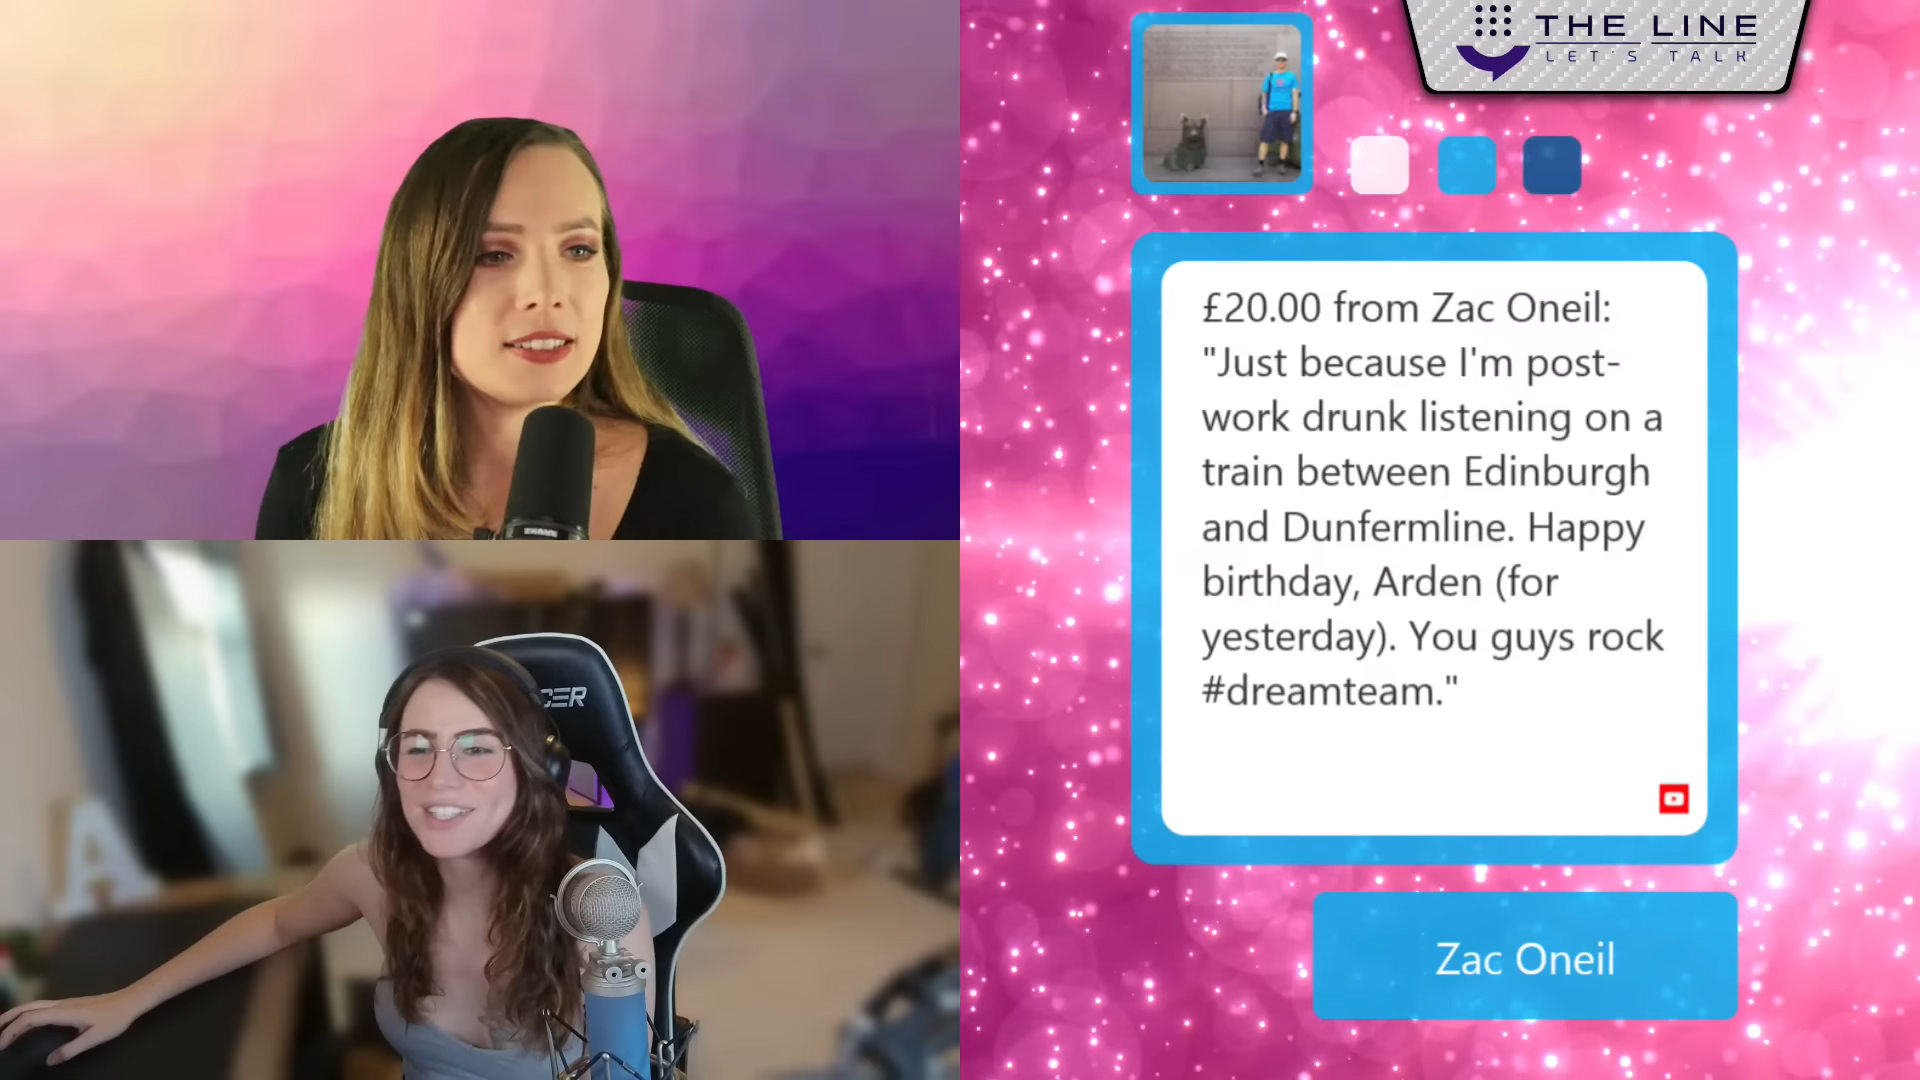 THE LINE
LET'S TALK
£20.00 from Zac Oneil:
"Just because I'm post-
work drunk listening on a
train between Edinburgh
and Dunfermline. Happy
birthday, Arden (for
yesterday). You guys rock
#dreamteam."
Zac Oneil
CER
A